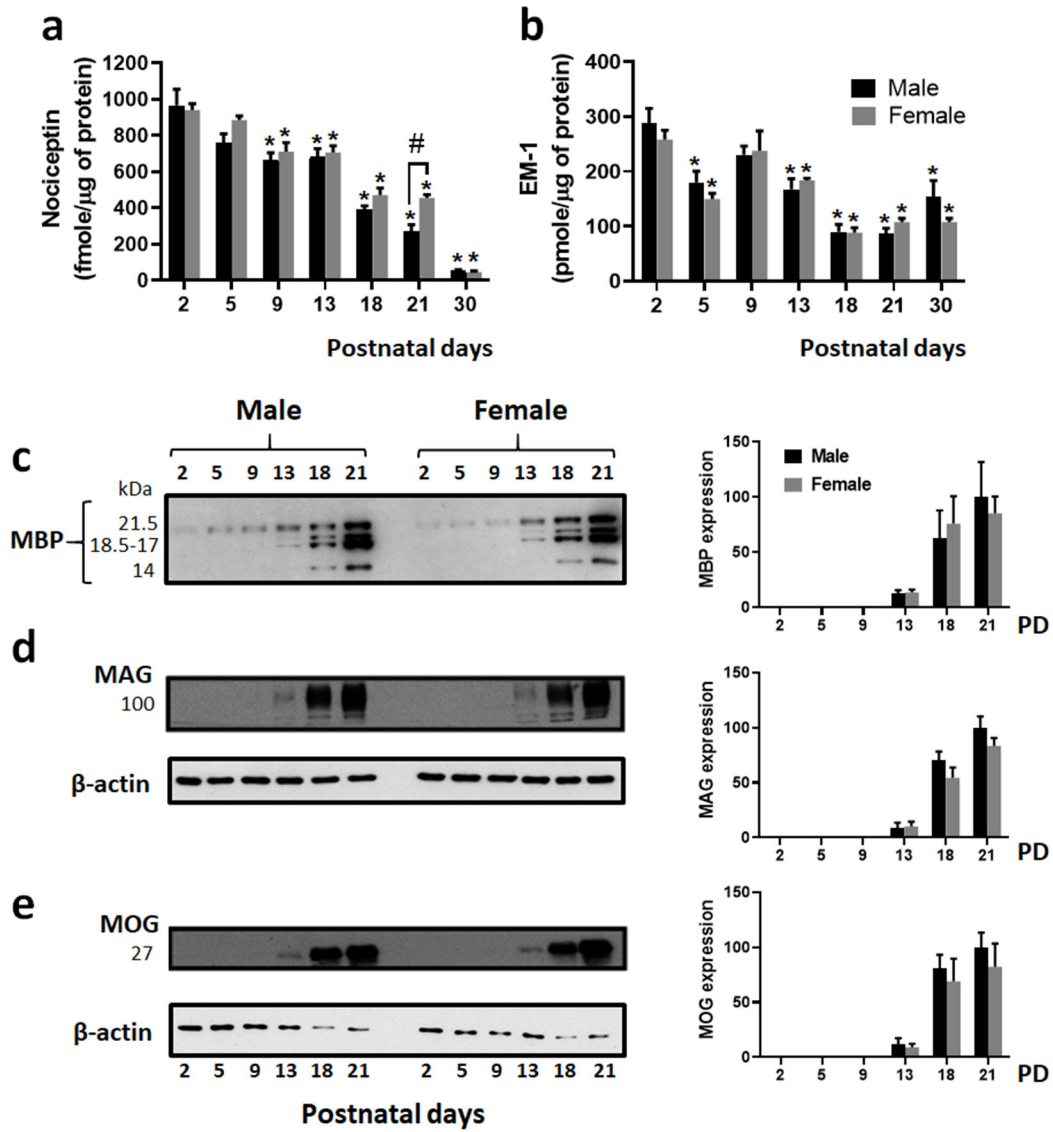 a
Nociceptin
(fmole/µg of protein)
1200
1000
800
600
400
200
0
* * * * * * # * * * *
2 5 9 13 18 21 30
Postnatal days
b
EM-1
(pmole/µg of protein)
400
300
200
100
0
Male
Female
* * * * * * * * * *
2 5 9 13 18 21 30
Postnatal days
Male
Female
c
2 5 9 13 18 21
2 5 9 13 18 21
kDa
MBP
21.5
18.5-17
14
MBP expression
150
100
50
0
Male
Female
2 5 9 13 18 21 PD
d
MAG
100
β-actin
MAG expression
150
100
50
0
2 5 9 13 18 21 PD
e
MOG
27
β-actin
2 5 9 13 18 21
2 5 9 13 18 21
Postnatal days
MOG expression
150
100
50
0
2 5 9 13 18 21 PD